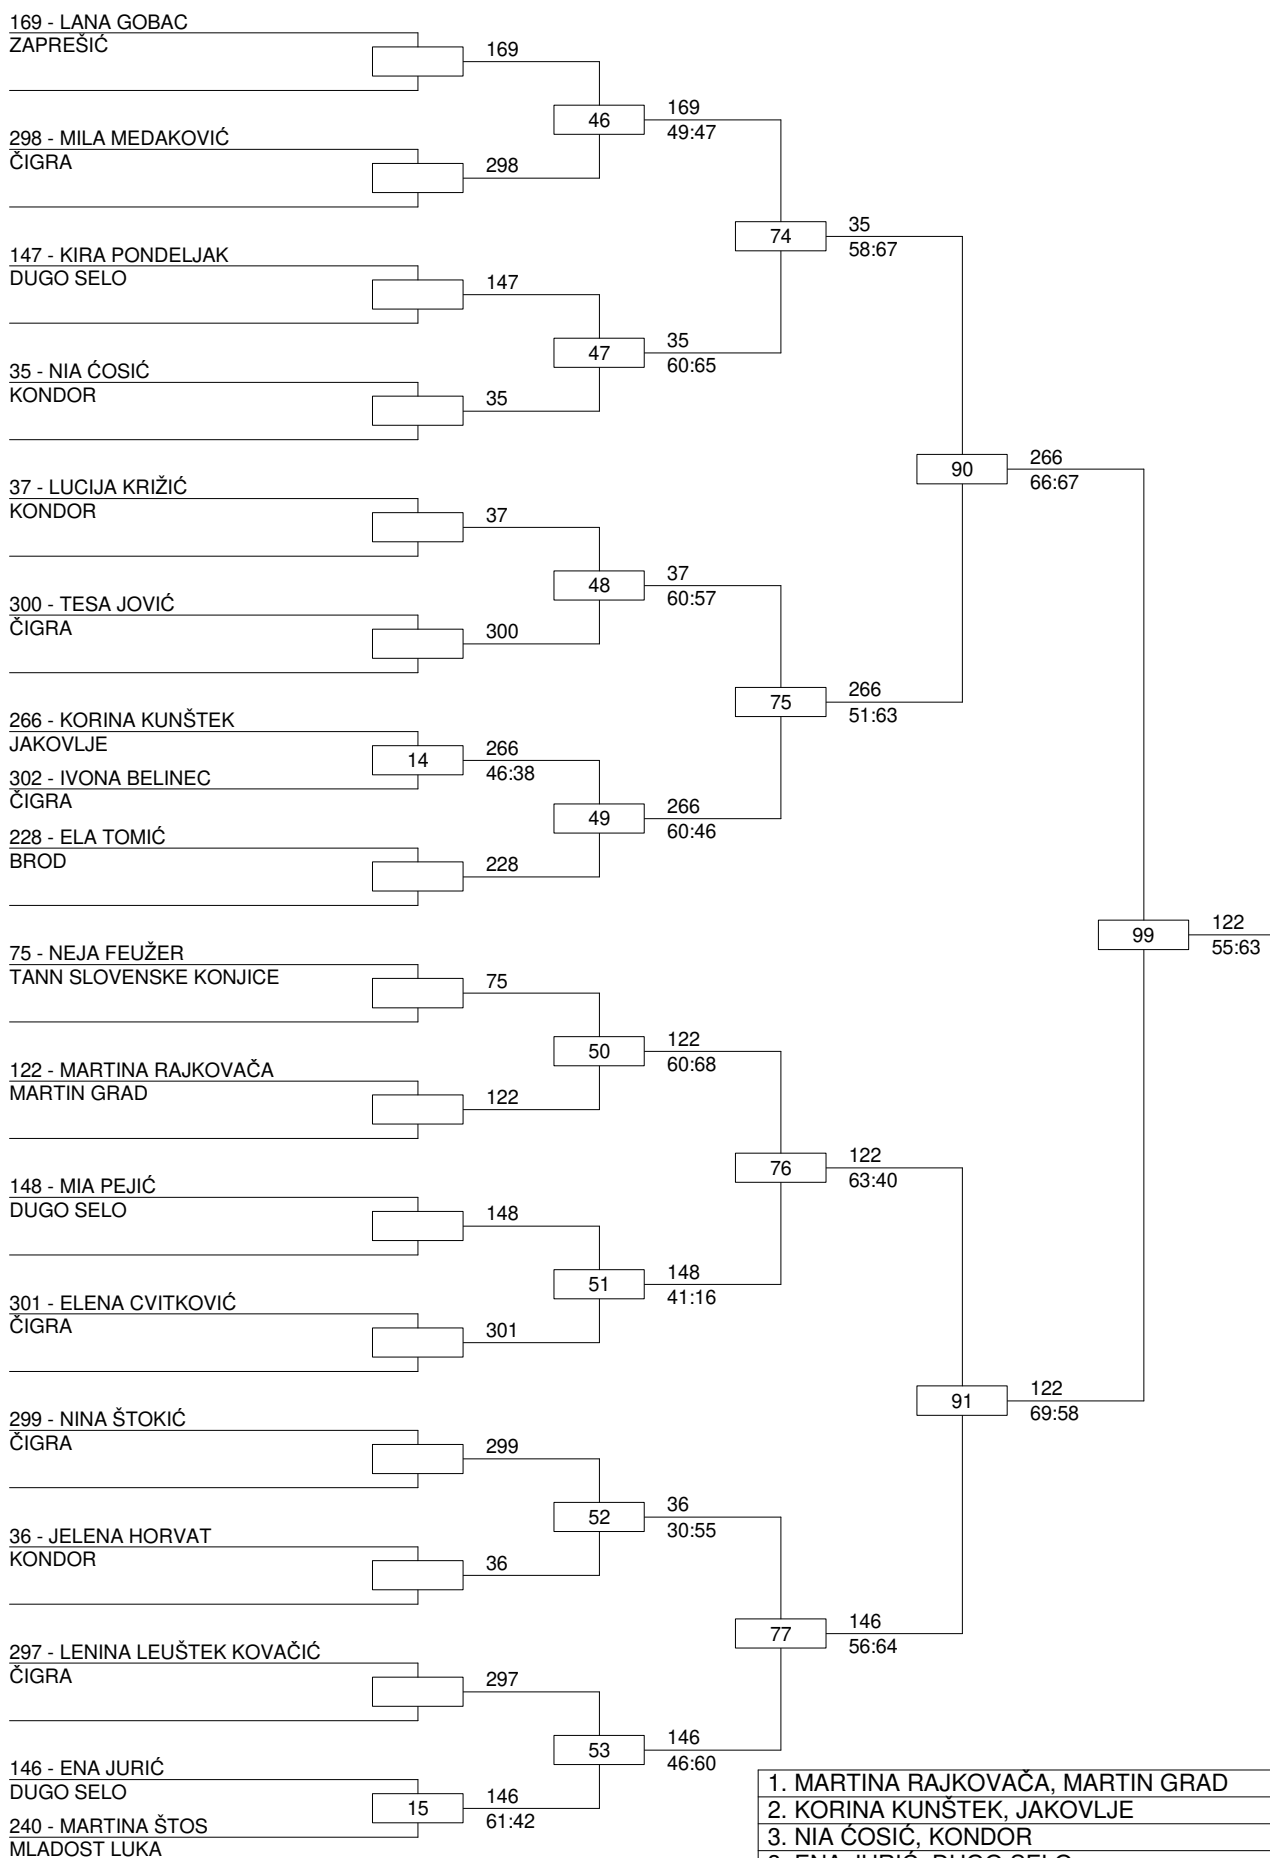 169 - LANA GOBAC
ZAPREŠIĆ
169
46
169
49:47
298 - MILA MEDAKOVIĆ
ČIGRA
298
74
35
58:67
147 - KIRA PONDELJAK
DUGO SELO
147
47
35
60:65
35 - NIA ĆOSIĆ
KONDOR
35
90
266
66:67
37 - LUCIJA KRIŽIĆ
KONDOR
37
48
37
60:57
300 - TESA JOVIĆ
ČIGRA
300
75
266
51:63
266 - KORINA KUNŠTEK
JAKOVLJE
14
266
46:38
302 - IVONA BELINEC
ČIGRA
49
266
60:46
228 - ELA TOMIĆ
BROD
228
99
122
55:63
75 - NEJA FEUŽER
TANN SLOVENSKE KONJICE
75
50
122
60:68
122 - MARTINA RAJKOVAČA
MARTIN GRAD
122
76
122
63:40
148 - MIA PEJIĆ
DUGO SELO
148
51
148
41:16
301 - ELENA CVITKOVIĆ
ČIGRA
301
91
122
69:58
299 - NINA ŠTOKIĆ
ČIGRA
299
52
36
30:55
36 - JELENA HORVAT
KONDOR
36
77
146
56:64
297 - LENINA LEUŠTEK KOVAČIĆ
ČIGRA
297
53
146
46:60
146 - ENA JURIĆ
DUGO SELO
15
146
61:42
240 - MARTINA ŠTOS
MLADOST LUKA
1. MARTINA RAJKOVAČA, MARTIN GRAD
2. KORINA KUNŠTEK, JAKOVLJE
3. NIA ĆOSIĆ, KONDOR
3. ENA JURIĆ, DUGO SELO